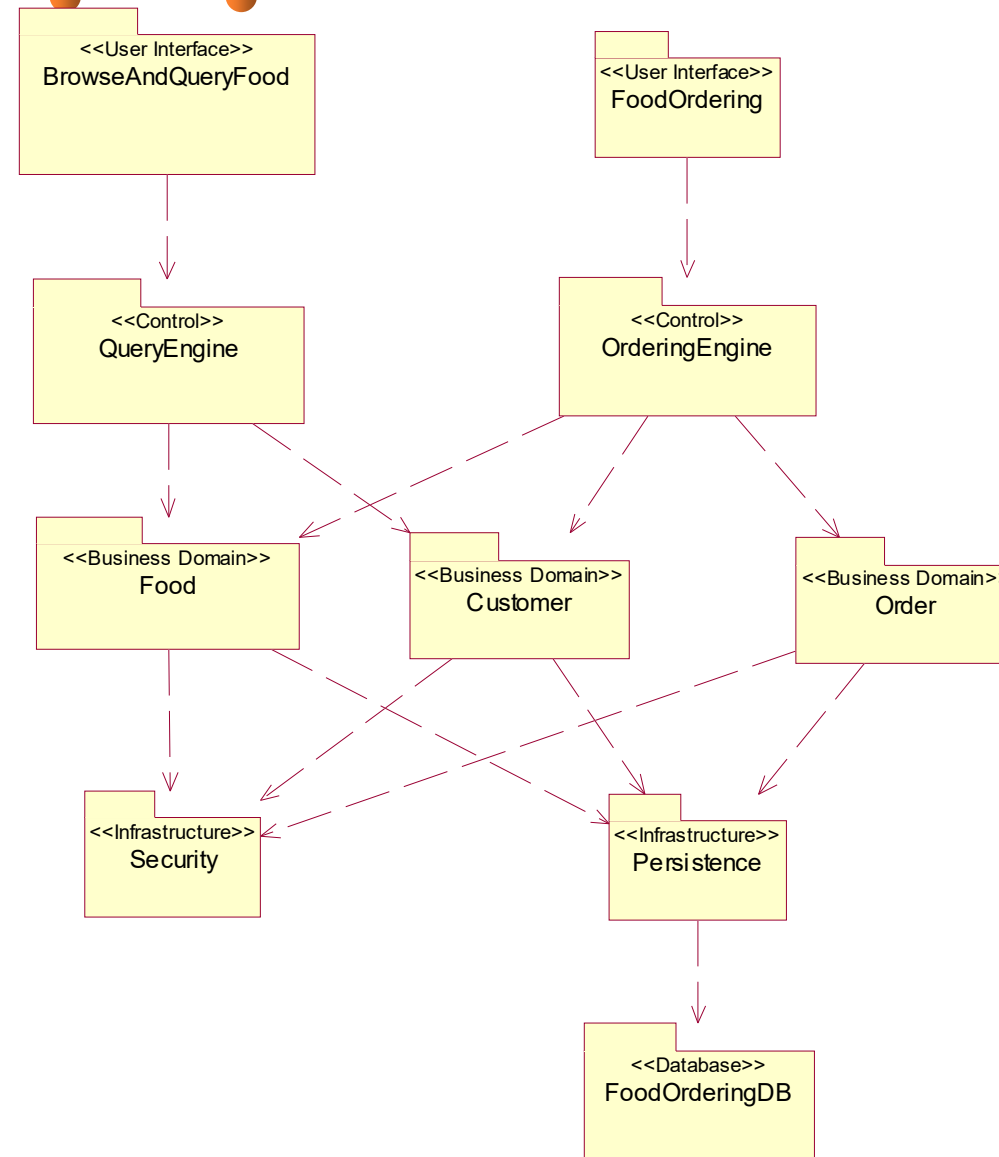 <<User Interface>>
BrowseAndQueryFood
<<User Interface>>
FoodOrdering
<<Control>>
QueryEngine
<<Control>>
OrderingEngine
<<Business Domain>>
Food
<<Business Domain>>
Customer
<<Business Domain>
Order
<<Infrastructure>>
Security
<<Infrastructure>>
Persistence
<<Database>>
FoodOrderingDB